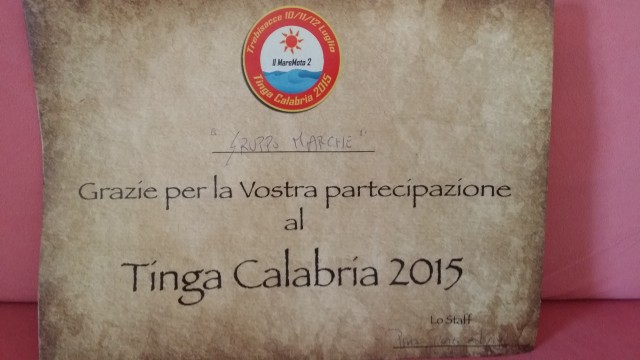 Trebisacce 10/11/12 Luglio
Il MareMoto 2
Tinga Calabria 2015
"GRUPPO MARCHE"
Grazie per la Vostra partecipazione
al
Tinga Calabria 2015
Lo Staff